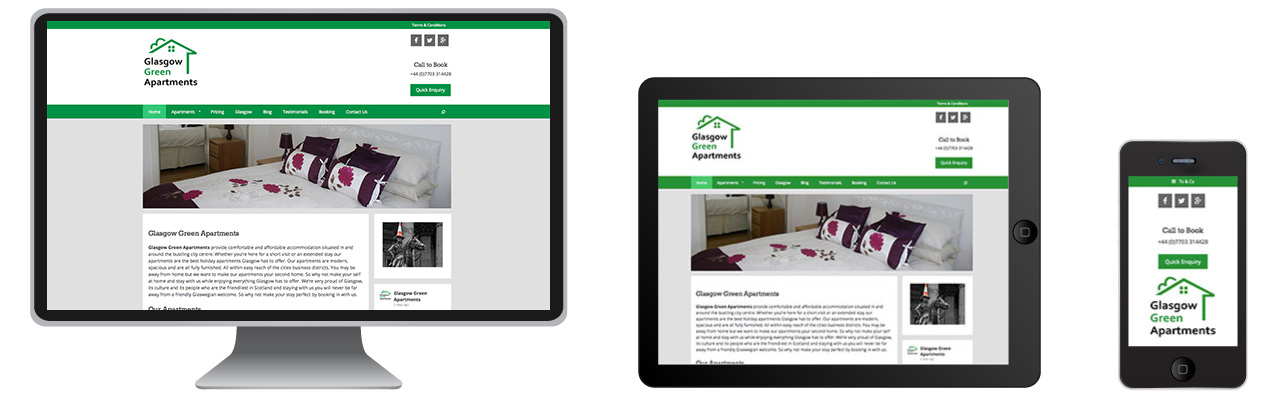 Terms & Conditions
Glasgow
Green
Apartments
Call to Book
+44 (0)7703 314428
Quick Enquiry
Home Apartments Pricing Glasgow Blog Testimonials Booking Contact Us
Glasgow Green Apartments
Glasgow Green Apartments provide comfortable and affordable accommodation situated in and
around the bustling city centre. Whether you're here for a short visit or an extended stay our
apartments are the best holiday apartments Glasgow has to offer. Our apartments are modern,
spacious and are all fully furnished. All within easy reach of the cities business districts. You may be
away from home but we want to make our apartments your second home. So why not make your self
at home and stay with us while enjoying everything Glasgow has to offer. We're very proud of Glasgow,
its culture and its people who are the friendliest in Scotland and staying with us you will never be far
away from a friendly Glaswegian welcome. So why not make your stay perfect by booking in with us.
Our Apartments
Glasgow Green
Apartments
Terms & Conditions
Glasgow
Green
Apartments
Call to Book
+44 (0)7703 314428
Quick Enquiry
Home Apartments Pricing Glasgow Blog Testimonials Booking Contact Us
Glasgow Green Apartments
Glasgow Green Apartments provide comfortable and affordable accommodation situated in and
around the bustling city centre. Whether you're here for a short visit or an extended stay our
apartments are the best holiday apartments Glasgow has to offer. Our apartments are modern,
spacious and are all fully furnished. All within easy reach of the cities business districts. You may be
away from home but we want to make our apartments your second home. So why not make your self
at home and stay with us while enjoying everything Glasgow has to offer. We're very proud of Glasgow,
its culture and its people who are the friendliest in Scotland and staying with us you will never be far
away from a friendly Glaswegian welcome. So why not make your stay perfect by booking in with us.
Our Apartments
Glasgow Green
Apartments
Ts & Cs
Call to Book
+44 (0)7703 314428
Quick Enquiry
Glasgow
Green
Apartments